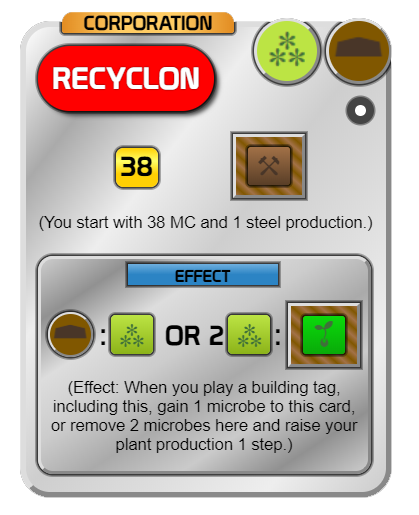 CORPORATION
RECYCLON
38
(You start with 38 MC and 1 steel production.)
EFFECT
: OR 2 :
(Effect: When you play a building tag,
including this, gain 1 microbe to this card,
or remove 2 microbes here and raise your
plant production 1 step.)